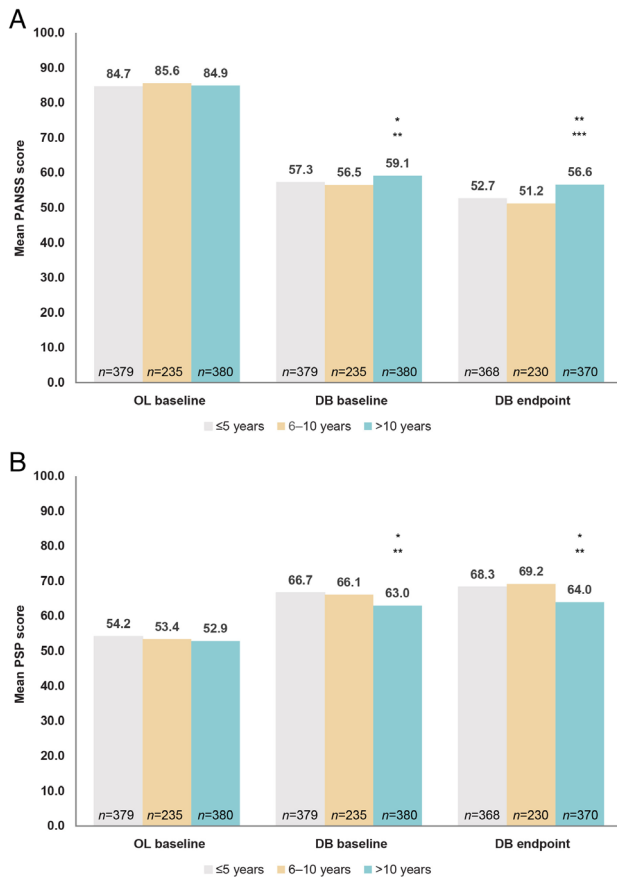 A
100.0
90.0
80.0
70.0
60.0
50.0
40.0
30.0
20.0
10.0
0.0
Mean PANSS score
84.7 85.6 84.9
57.3 56.5 59.1
52.7 51.2 56.6
*
**
**
***
n=379 n=235 n=380
n=379 n=235 n=380
n=368 n=230 n=370
OL baseline DB baseline DB endpoint
≤5 years 6–10 years >10 years
B
100.0
90.0
80.0
70.0
60.0
50.0
40.0
30.0
20.0
10.0
0.0
Mean PSP score
54.2 53.4 52.9
66.7 66.1 63.0
68.3 69.2 64.0
*
**
*
**
n=379 n=235 n=380
n=379 n=235 n=380
n=368 n=230 n=370
OL baseline DB baseline DB endpoint
≤5 years 6–10 years >10 years